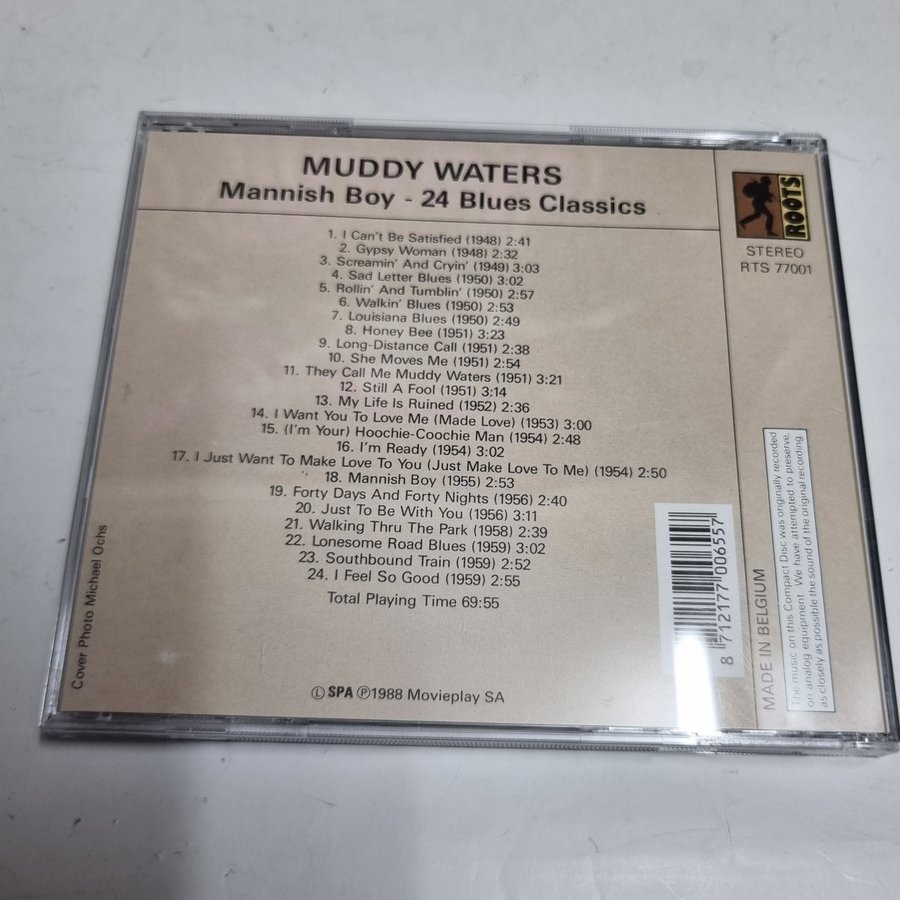 MUDDY WATERS
Mannish Boy - 24 Blues Classics
1. I Can't Be Satisfied (1948) 2:41
2. Gypsy Woman (1948) 2:32
3. Screamin' And Cryin' (1949) 3:03
4. Sad Letter Blues (1950) 3:02
5. Rollin' And Tumblin' (1950) 2:57
6. Walkin' Blues (1950) 2:53
7. Louisiana Blues (1950) 2:49
8. Honey Bee (1951) 3:23
9. Long-Distance Call (1951) 2:38
10. She Moves Me (1951) 2:54
11. They Call Me Muddy Waters (1951) 3:21
12. Still A Fool (1951) 3:14
13. My Life Is Ruined (1952) 2:36
14. I Want You To Love Me (Made Love) (1953) 3:00
15. (I'm Your) Hoochie-Coochie Man (1954) 2:48
16. I'm Ready (1954) 3:02
17. I Just Want To Make Love To You (Just Make Love To Me) (1954) 2:50
18. Mannish Boy (1955) 2:53
19. Forty Days And Forty Nights (1956) 2:40
20. Just To Be With You (1956) 3:11
21. Walking Thru The Park (1958) 2:39
22. Lonesome Road Blues (1959) 3:02
23. Southbound Train (1959) 2:52
24. I Feel So Good (1959) 2:55
Total Playing Time 69:55
Ⓛ SPA Ⓟ1988 Movieplay SA
Cover Photo Michael Ochs
ROOTS
STEREO
RTS 77001
8 712177 006557
MADE IN BELGIUM
The music on this Compact Disc was originally recorded
on analog equipment. We have attempted to preserve,
as closely as possible the sound of the original recording.